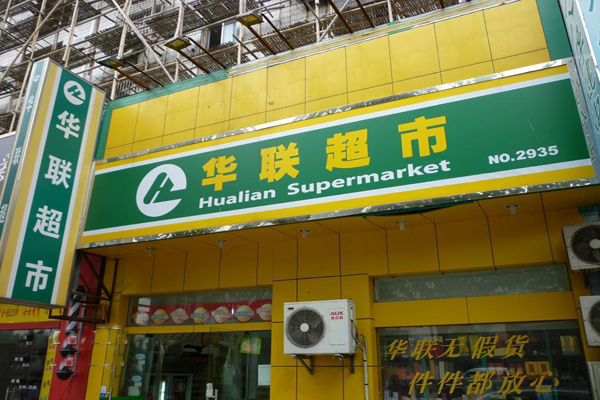 华联超市
华联超市
Hualian Supermarket
NO.2935
AUX
华联无假货
件件都放心